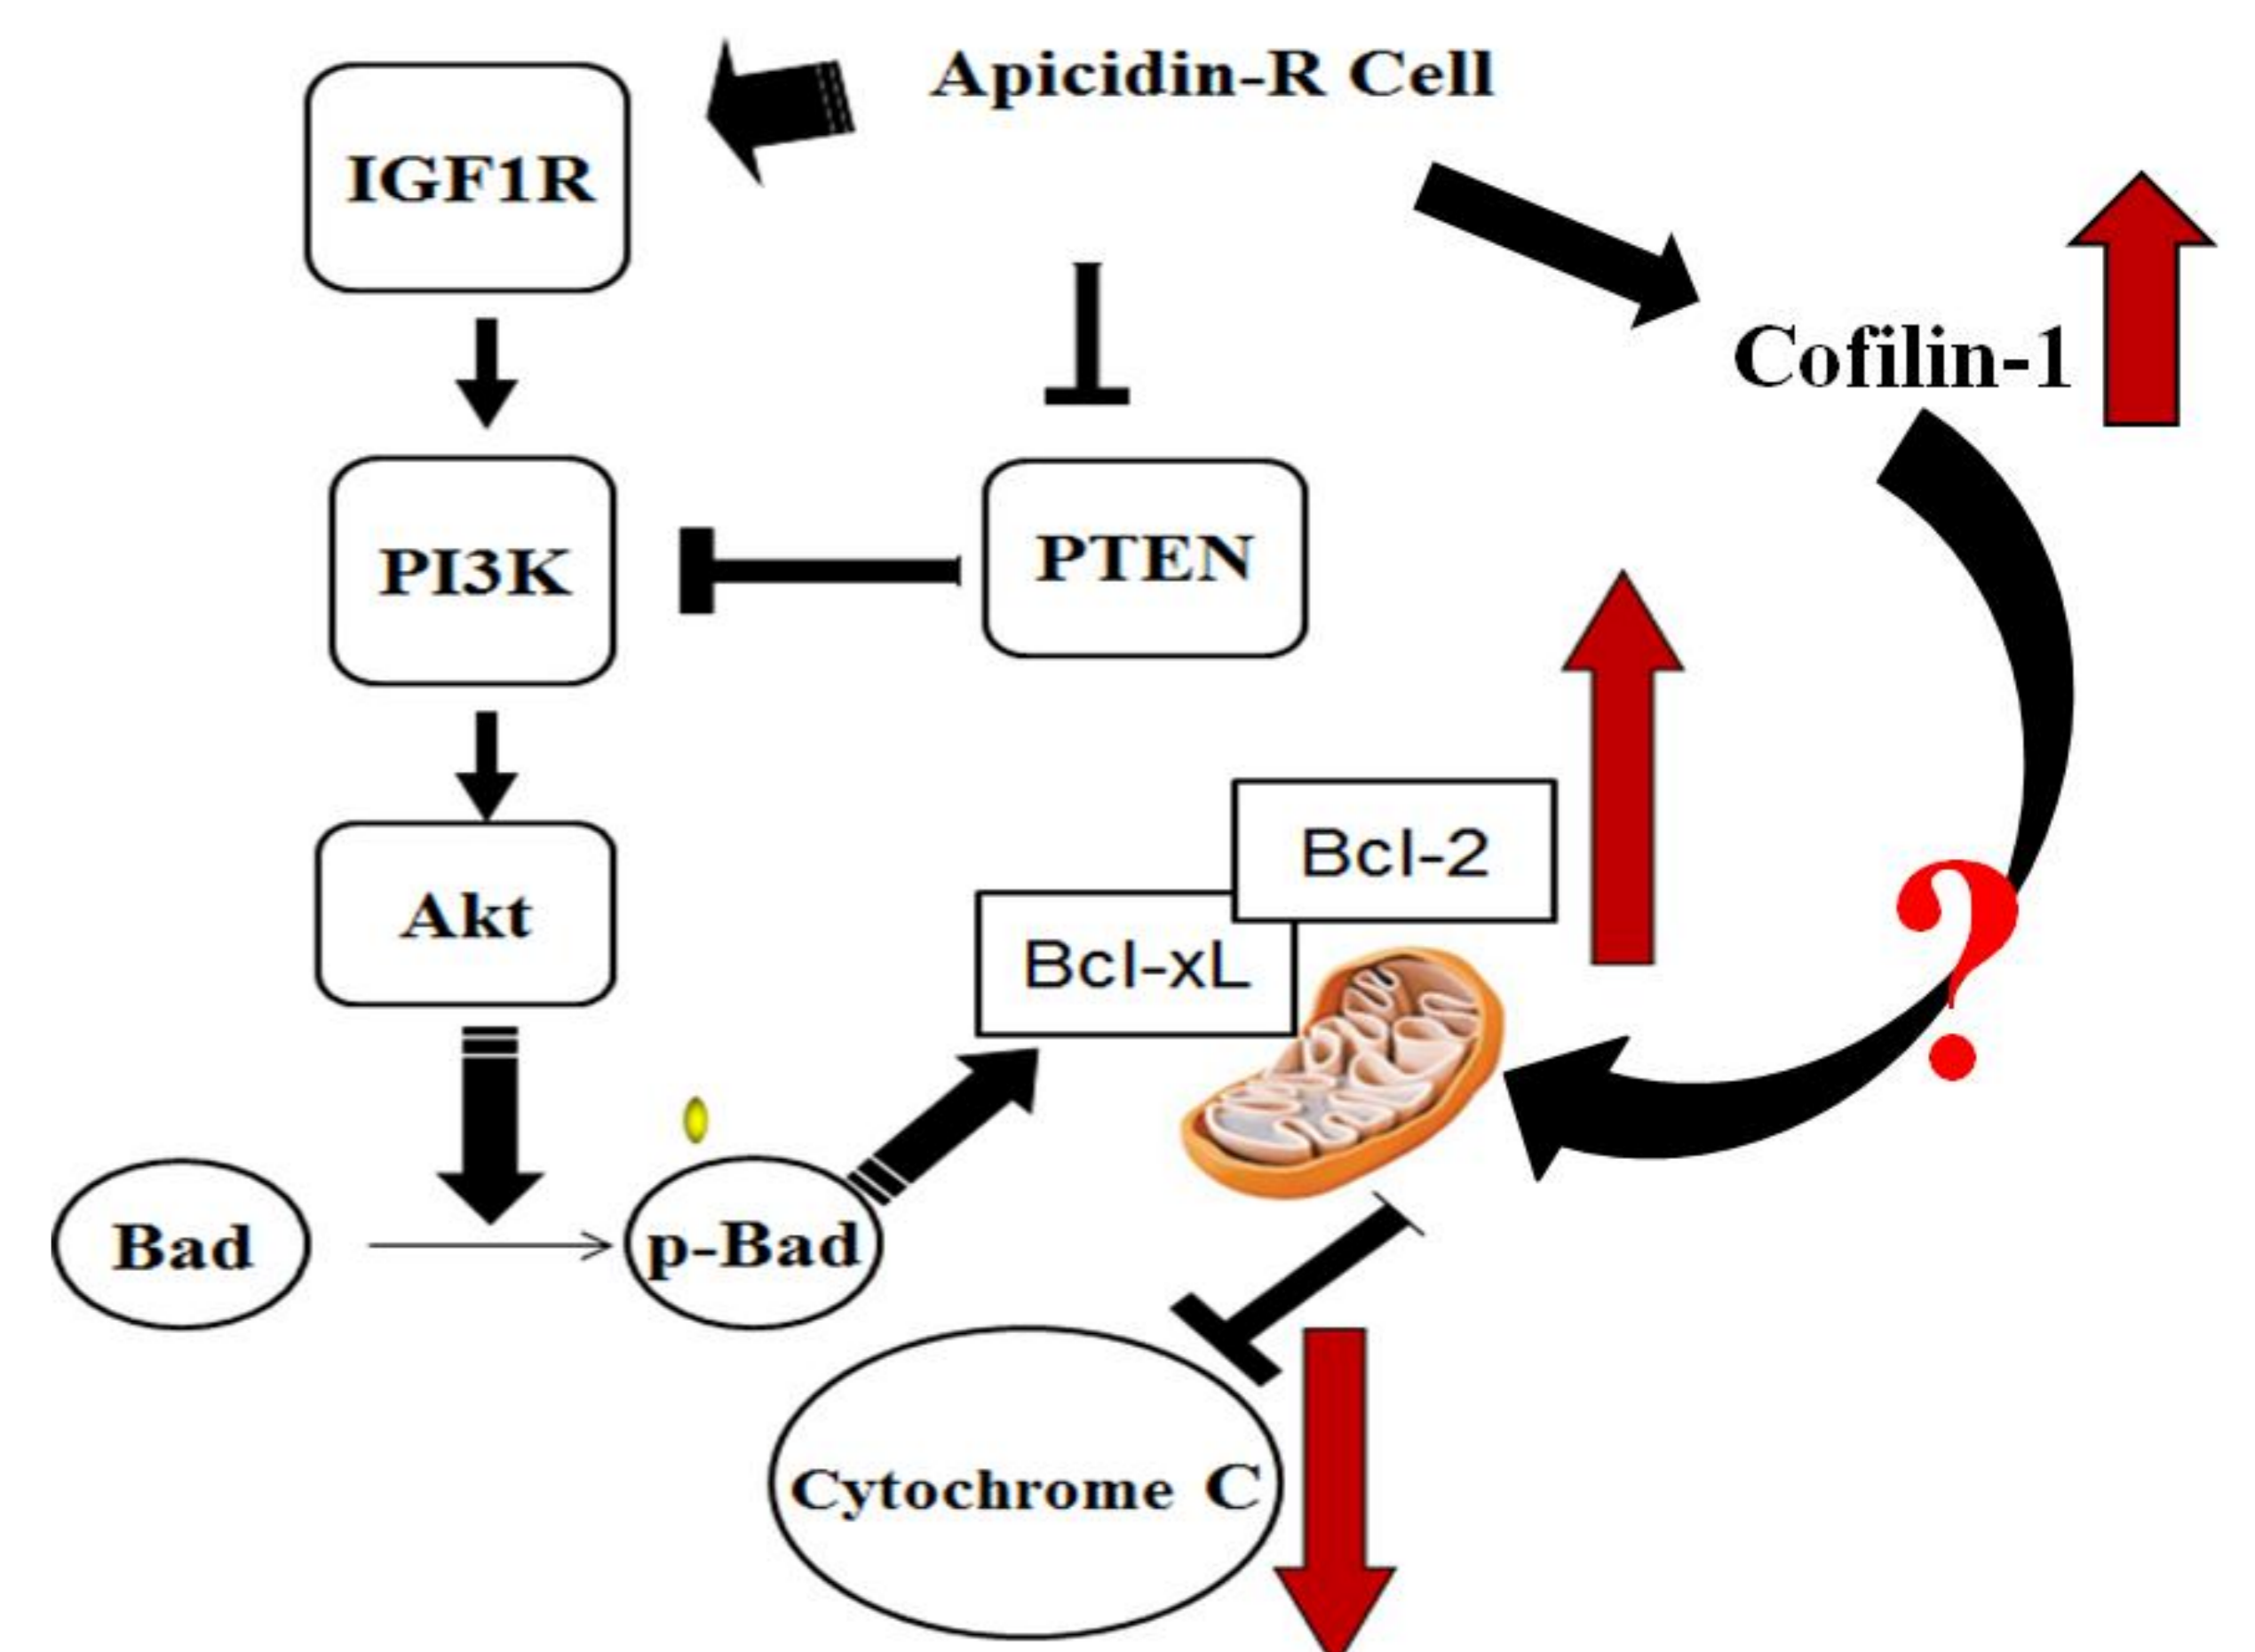 Apicidin-R Cell
IGF1R
Cofilin-1
PI3K
PTEN
Bcl-2
Akt
Bcl-xL
?
Bad
p-Bad
Cytochrome C